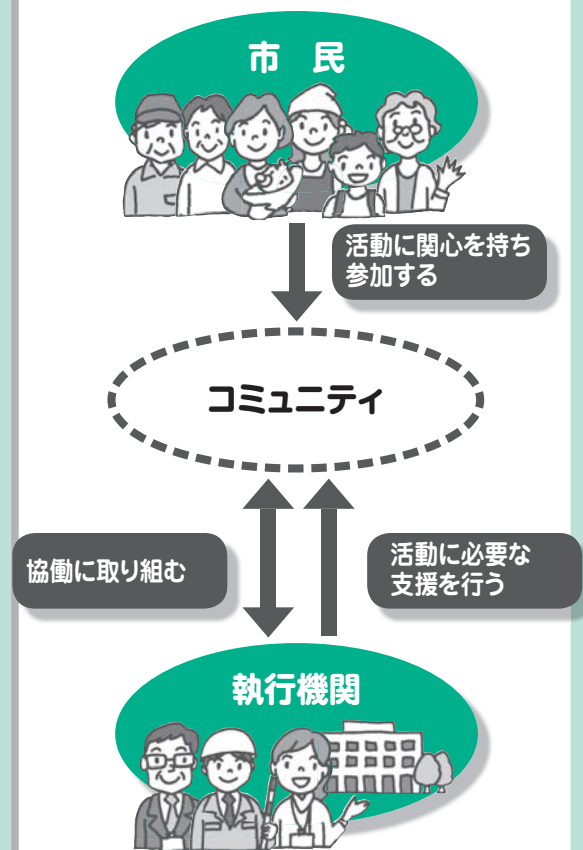 市　民
活動に関心を持ち
参加する
コミュニティ
協働に取り組む
活動に必要な
支援を行う
執行機関